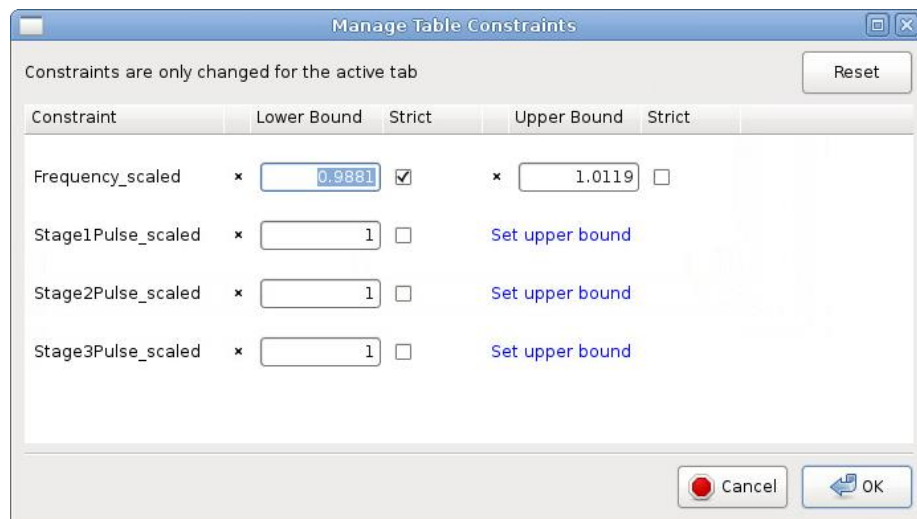 Manage Table Constraints
Constraints are only changed for the active tab Reset
Constraint Lower Bound Strict Upper Bound Strict
Frequency_scaled × 0.9881 × 1.0119
Stage1Pulse_scaled × 1 Set upper bound
Stage2Pulse_scaled × 1 Set upper bound
Stage3Pulse_scaled × 1 Set upper bound
Cancel OK